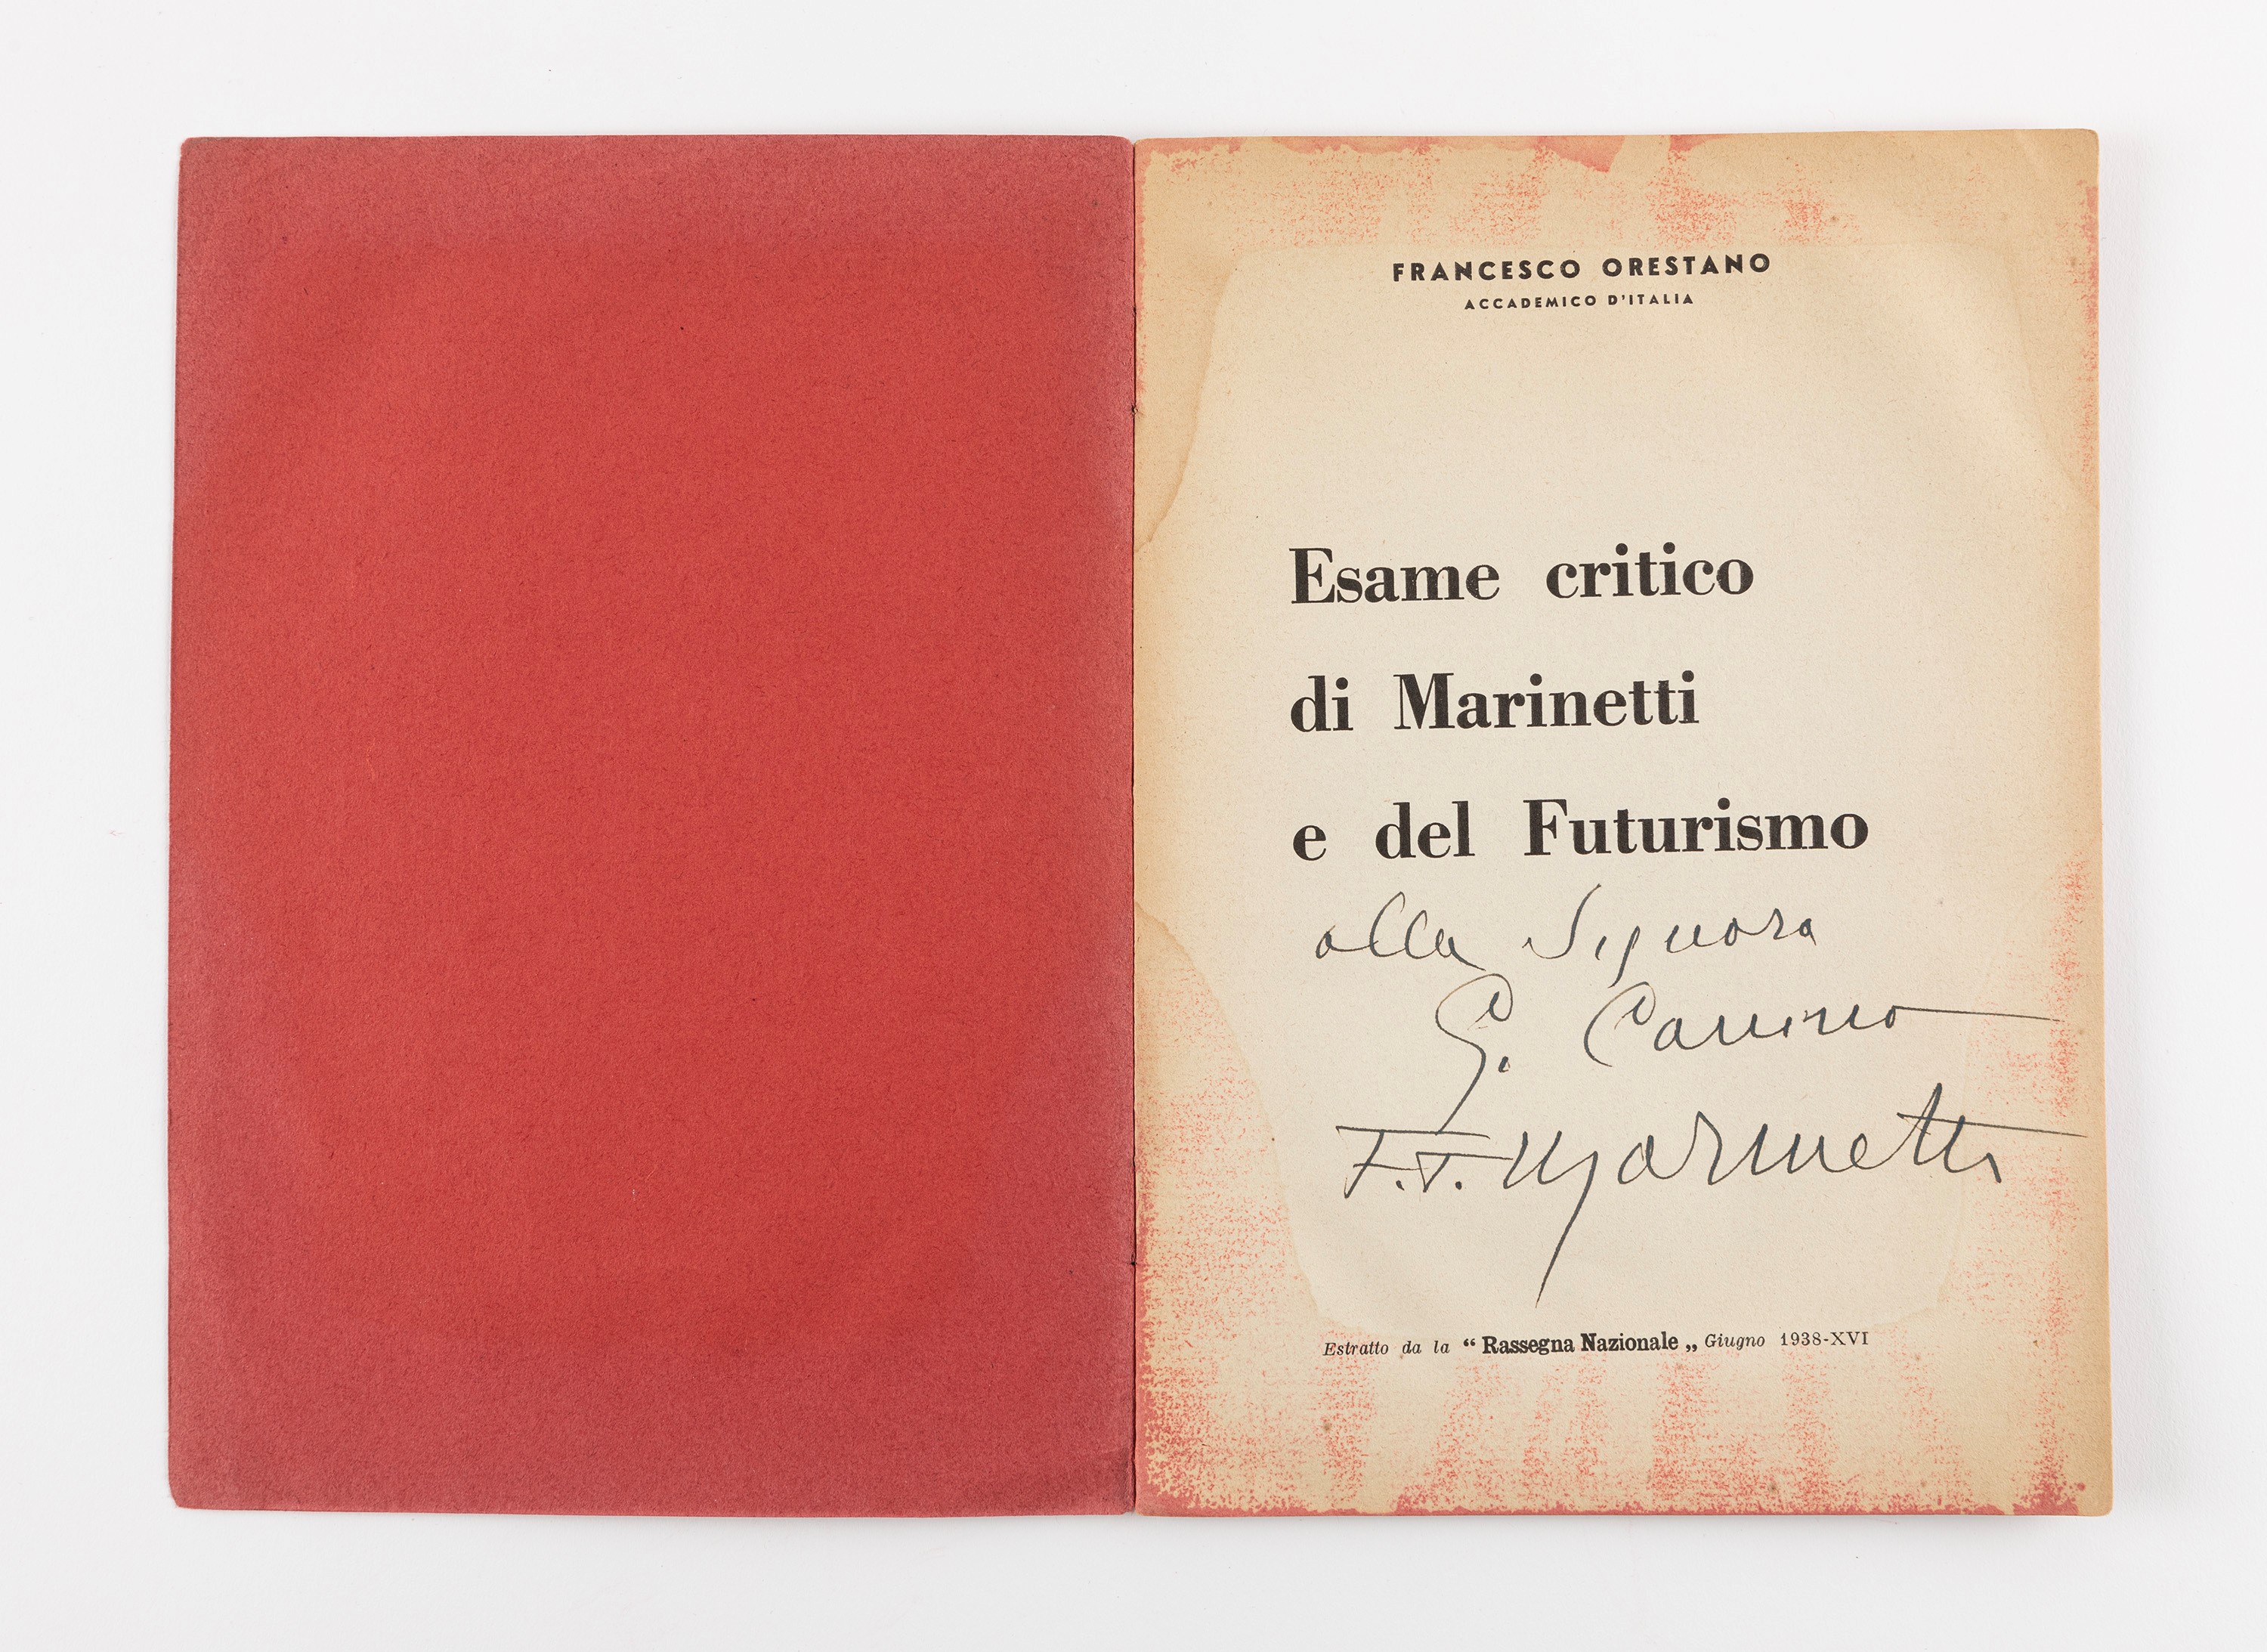 FRANCESCO ORESTANO
ACCADEMICO D'ITALIA
Esame critico
di Marinetti
e del Futurismo
alla Signora
G.
F.T. Marinetti
Estratto da la “ Rassegna Nazionale „ Giugno 1938-XVI